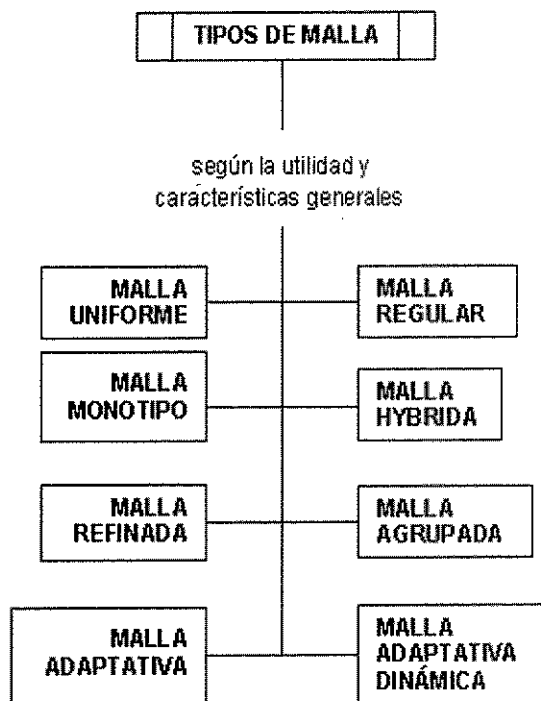 TIPOS DE MALLA
según la utilidad y
características generales
MALLA
UNIFORME
MALLA
REGULAR
MALLA
MONOTIPO
MALLA
HYBRIDA
MALLA
REFINADA
MALLA
AGRUPADA
MALLA
ADAPTATIVA
MALLA
ADAPTATIVA
DINÁMICA